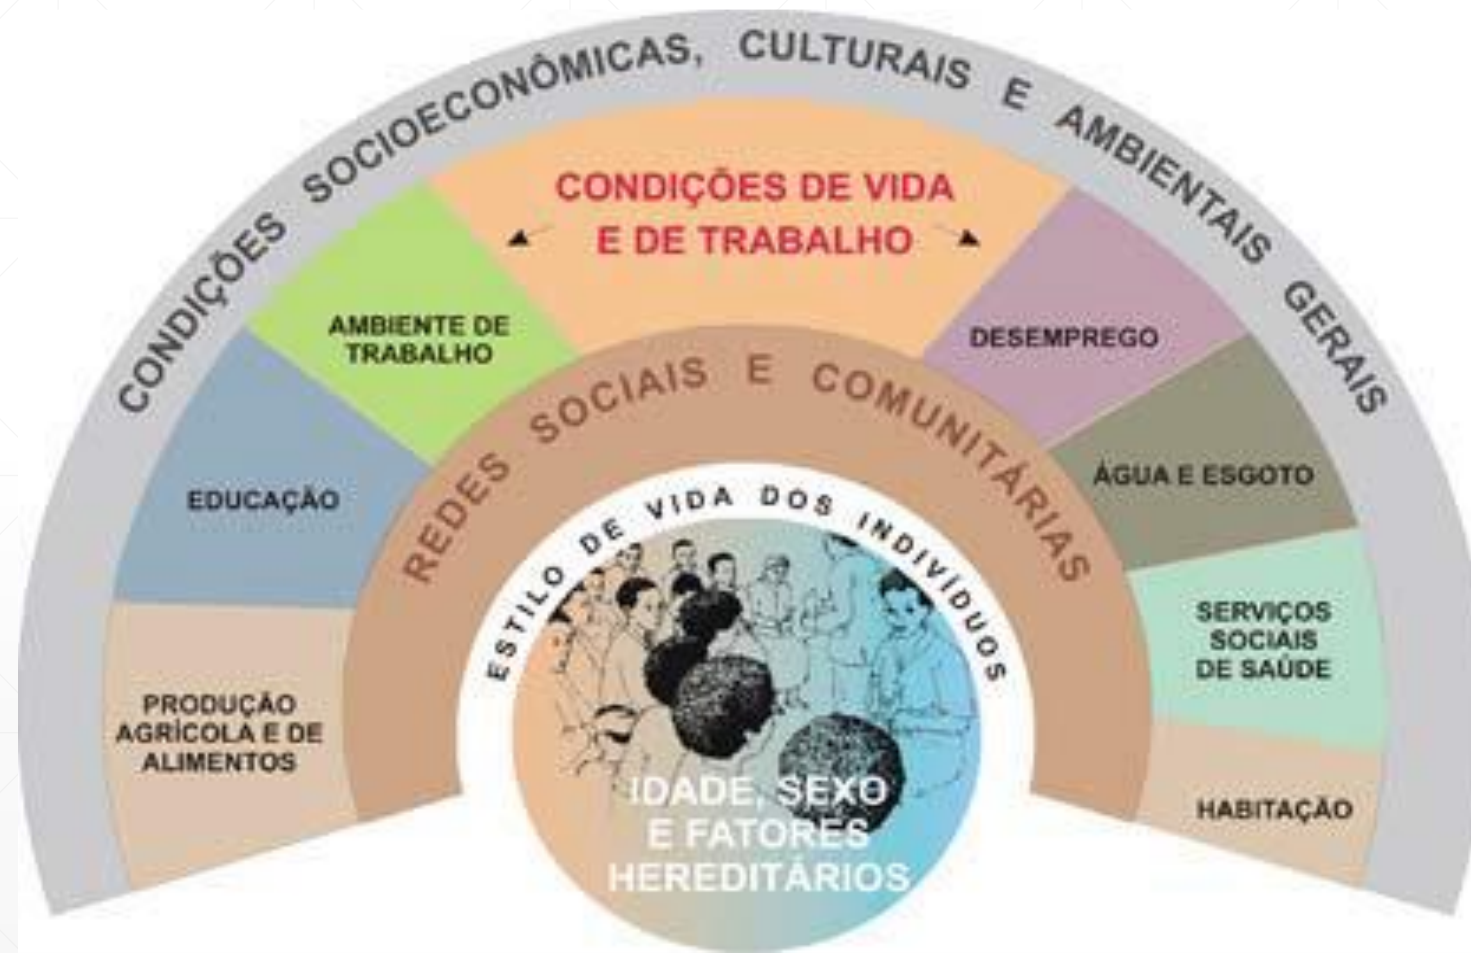 CONDIÇÕES SOCIOECONÔMICAS, CULTURAIS E AMBIENTAIS GERAIS
CONDIÇÕES DE VIDA
E DE TRABALHO
AMBIENTE DE
TRABALHO
DESEMPREGO
EDUCAÇÃO
ÁGUA E ESGOTO
PRODUÇÃO
AGRÍCOLA E DE
ALIMENTOS
SERVIÇOS
SOCIAIS
DE SAÚDE
HABITAÇÃO
REDES SOCIAIS E COMUNITÁRIAS
ESTILO DE VIDA DOS INDIVÍDUOS
IDADE, SEXO
E FATORES
HEREDITÁRIOS